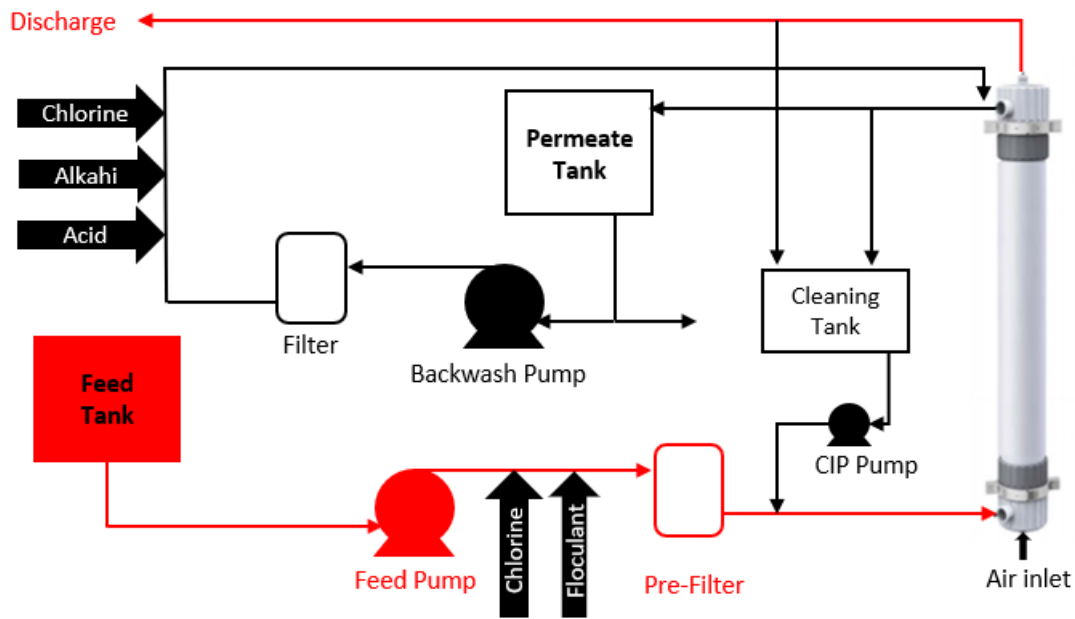 Discharge
Chlorine
Alkahi
Acid
Permeate
Tank
Cleaning
Tank
Filter
Backwash Pump
Feed
Tank
CIP Pump
Feed Pump
Chlorine
Floculant
Pre-Filter
Air inlet